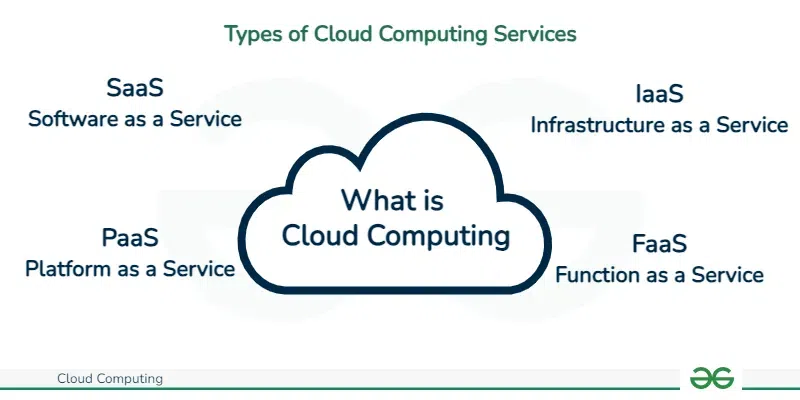 Types of Cloud Computing Services
SaaS
Software as a Service
IaaS
Infrastructure as a Service
What is
Cloud Computing
PaaS
Platform as a Service
FaaS
Function as a Service
Cloud Computing